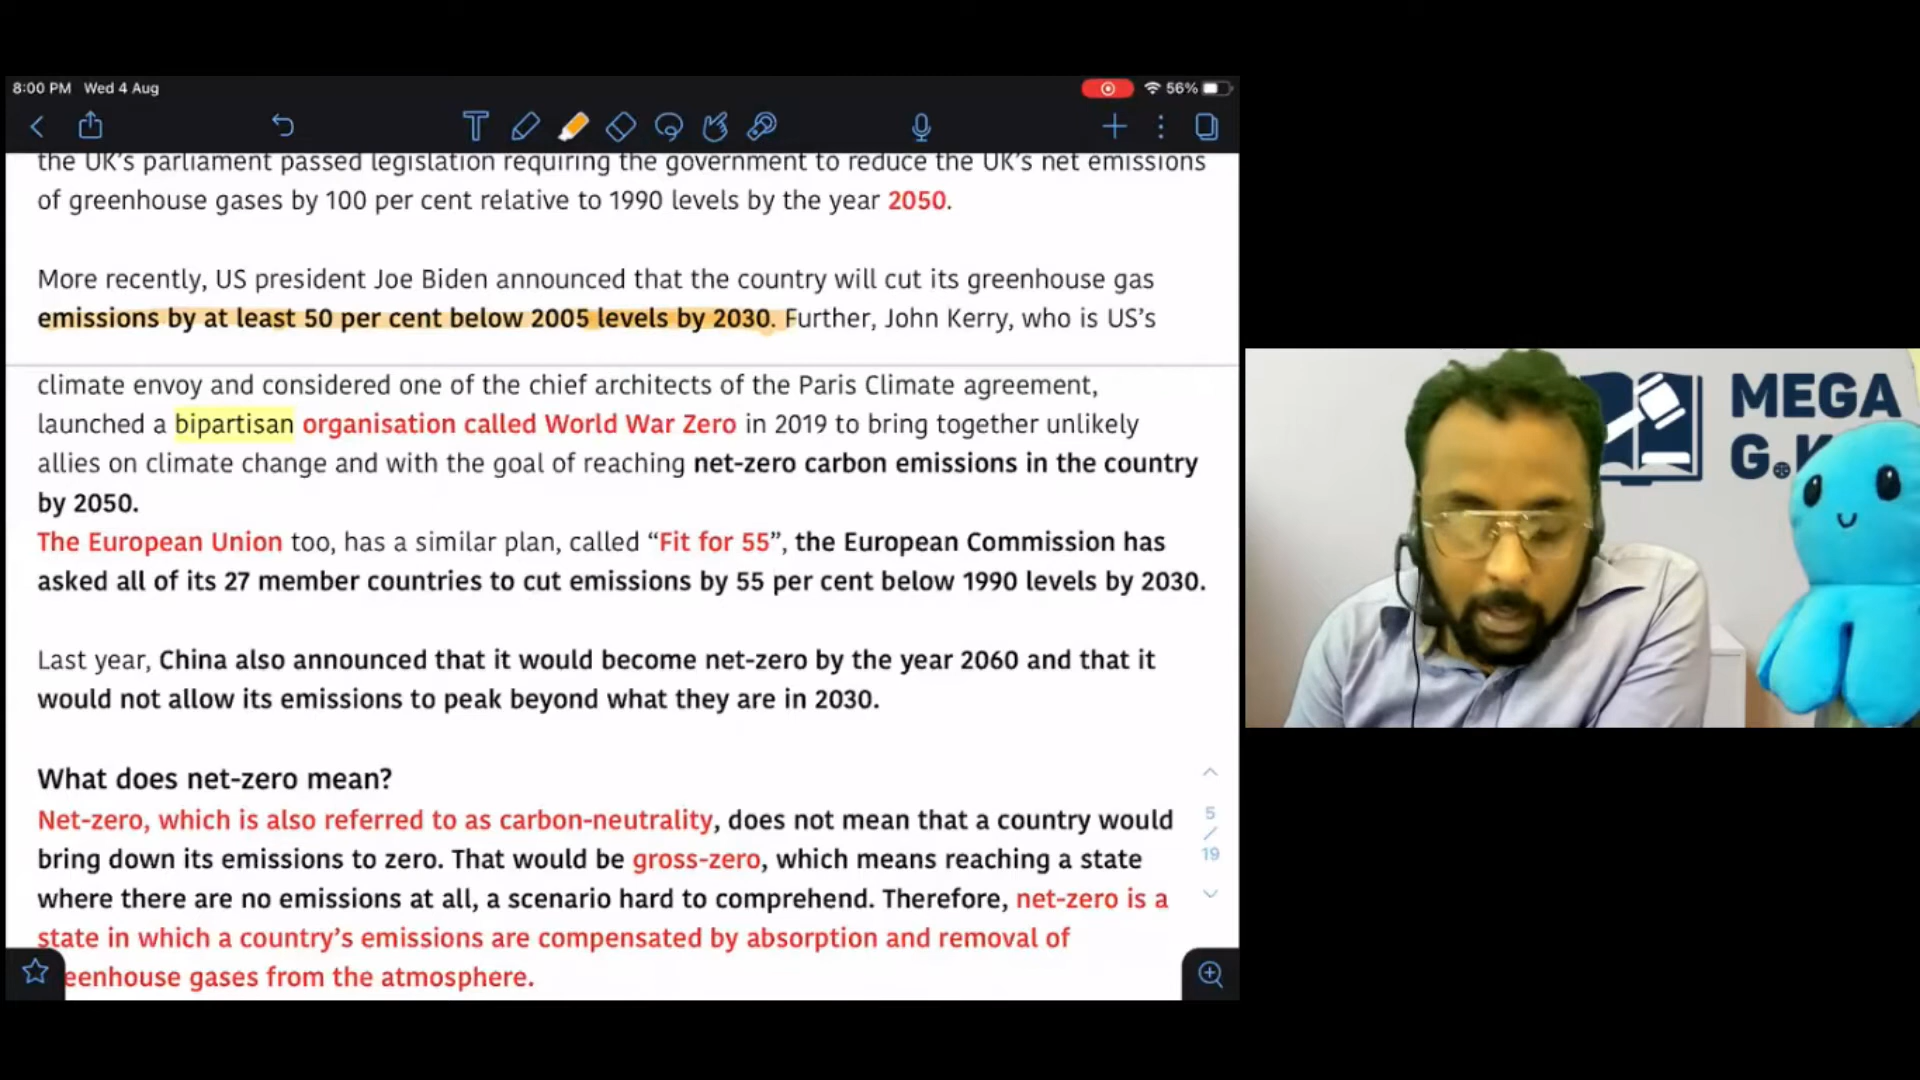 8:00 PM Wed 4 Aug
56%
the UK's parliament passed legislation requiring the government to reduce the UK's net emissions
of greenhouse gases by 100 per cent relative to 1990 levels by the year 2050.
More recently, US president Joe Biden announced that the country will cut its greenhouse gas
emissions by at least 50 per cent below 2005 levels by 2030. Further, John Kerry, who is US's
climate envoy and considered one of the chief architects of the Paris Climate agreement,
launched a bipartisan organisation called World War Zero in 2019 to bring together unlikely
allies on climate change and with the goal of reaching net-zero carbon emissions in the country
by 2050.
The European Union too, has a similar plan, called “Fit for 55”, the European Commission has
asked all of its 27 member countries to cut emissions by 55 per cent below 1990 levels by 2030.
Last year, China also announced that it would become net-zero by the year 2060 and that it
would not allow its emissions to peak beyond what they are in 2030.
What does net-zero mean?
Net-zero, which is also referred to as carbon-neutrality, does not mean that a country would
bring down its emissions to zero. That would be gross-zero, which means reaching a state
where there are no emissions at all, a scenario hard to comprehend. Therefore, net-zero is a
state in which a country's emissions are compensated by absorption and removal of
eenhouse gases from the atmosphere.
5
/
19
MEGA
G.K